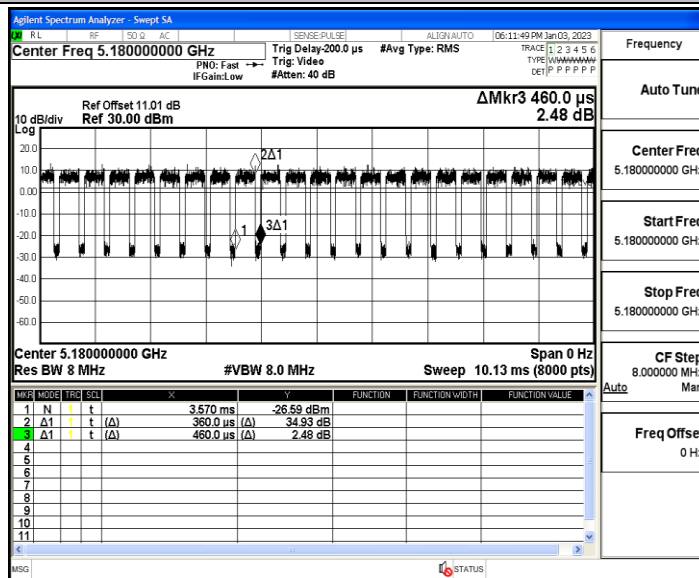 Agilent Spectrum Analyzer - Swept SA
RL RF 50 Ω AC SENSE:PULSE ALIGNAUTO 06:11:49 PM Jan 03, 2023
Center Freq 5.180000000 GHz
PNO: Fast
IFGain:Low
Trig Delay-200.0 µs
Trig: Video
#Atten: 40 dB
#Avg Type: RMS
TRACE 1 2 3 4 5 6
TYPE
DET P P P P P P
Ref Offset 11.01 dB
10 dB/div Ref 30.00 dBm
Log
ΔMkr3 460.0 µs
2.48 dB
20.0
10.0
0.00
-10.0
-20.0
-30.0
-40.0
-50.0
-60.0
2Δ1
1
3Δ1
Center 5.180000000 GHz Span 0 Hz
Res BW 8 MHz #VBW 8.0 MHz Sweep 10.13 ms (8000 pts)
MKR MODE TRC SCL X Y FUNCTION FUNCTION WIDTH FUNCTION VALUE
1 N t 3.570 ms -26.59 dBm
2 Δ1 t (Δ) 360.0 µs (Δ) 34.93 dB
3 Δ1 t (Δ) 460.0 µs (Δ) 2.48 dB
4
5
6
7
8
9
10
11
MSG STATUS
Frequency
Auto Tune
Center Freq
5.180000000 GHz
Start Freq
5.180000000 GHz
Stop Freq
5.180000000 GHz
CF Step
8.000000 MHz
Auto Man
Freq Offset
0 Hz